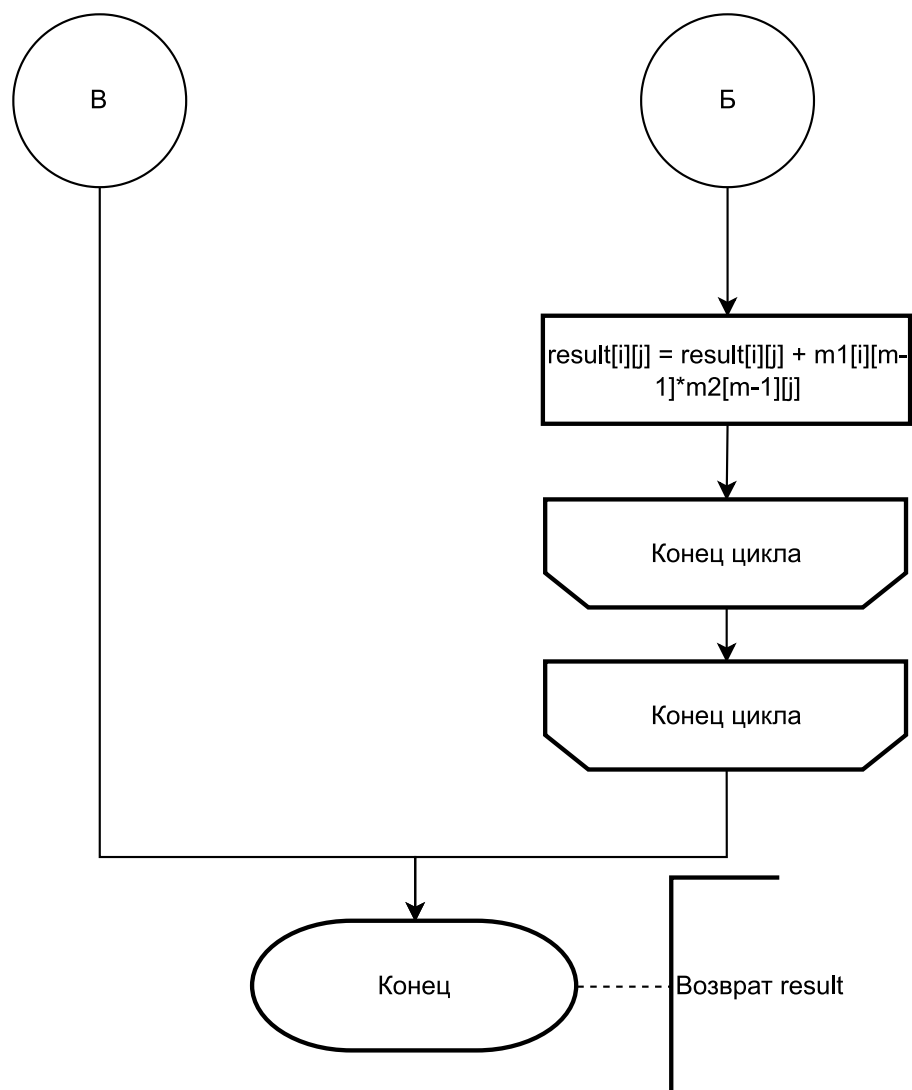 В
Б
result[i][j] = result[i][j] + m1[i][m-
1]*m2[m-1][j]
Конец цикла
Конец цикла
Конец
Возврат result